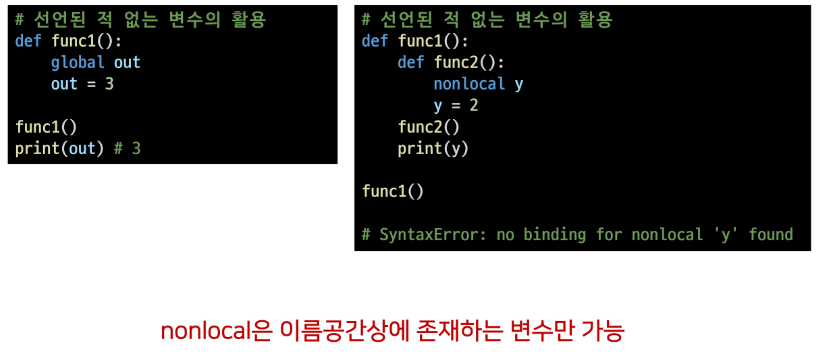 # 선언된 적 없는 변수의 활용
def func1():
    global out
    out = 3

func1()
print(out) # 3
# 선언된 적 없는 변수의 활용
def func1():
    def func2():
        nonlocal y
        y = 2
    func2()
    print(y)

func1()

# SyntaxError: no binding for nonlocal 'y' found
nonlocal은 이름공간상에 존재하는 변수만 가능